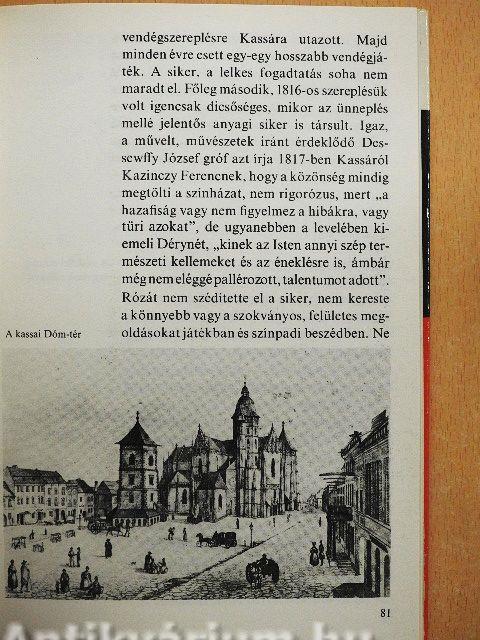 vendégszereplésre Kassára utazott. Majd
minden évre esett egy-egy hosszabb vendégjá-
ték. A siker, a lelkes fogadtatás soha nem
maradt el. Főleg második, 1816-os szereplésük
volt igencsak dicsőséges, mikor az ünneplés
mellé jelentős anyagi siker is társult. Igaz,
a művelt, művészetek iránt érdeklődő Des-
sewffy József gróf azt írja 1817-ben Kassáról
Kazinczy Ferencnek, hogy a közönség mindig
megtölti a színházat, nem rigorózus, mert „a
hazafiság vagy nem figyelmez a hibákra, vagy
tűri azokat”, de ugyanebben a levelében ki-
emeli Dérynét, „kinek az Isten annyi szép ter-
mészeti kellemeket és az éneklésre is, ámbár
még nem eléggé pallérozott, talentumot adott”.
Rózát nem szédítette el a siker, nem kereste
a könnyebb vagy a szokványos, felületes meg-
oldásokat játékban és színpadi beszédben. Ne
A kassai Dóm-tér
81
Antikvárium.hu